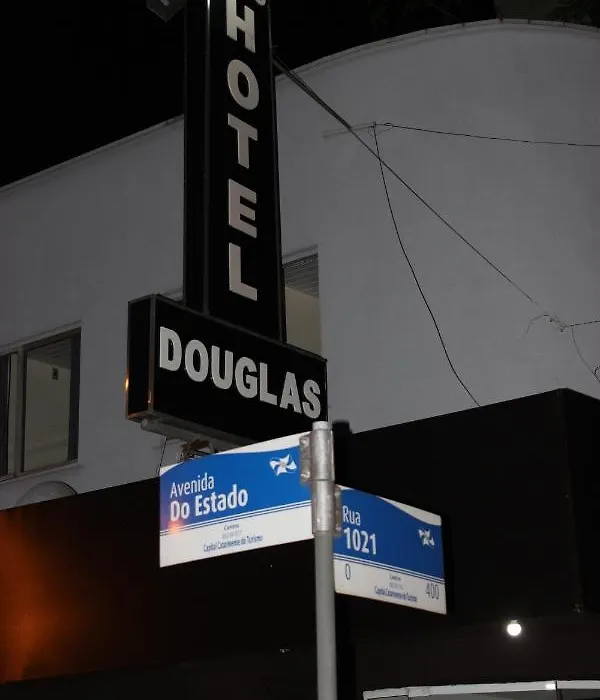 HOTEL
DOUGLAS
Avenida
Do Estado
Centro
Capital Catarinense do Turismo
Rua
1021
0
Centro
Capital Catarinense do Turismo
400